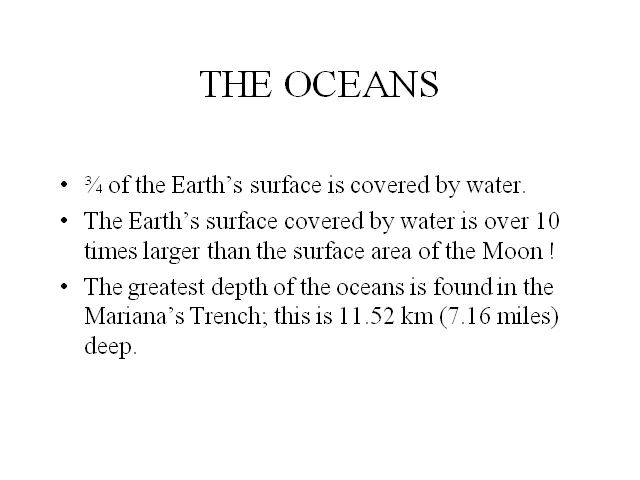 THE OCEANS
• ¾ of the Earth’s surface is covered by water.
• The Earth’s surface covered by water is over 10
times larger than the surface area of the Moon !
• The greatest depth of the oceans is found in the
Mariana’s Trench; this is 11.52 km (7.16 miles)
deep.